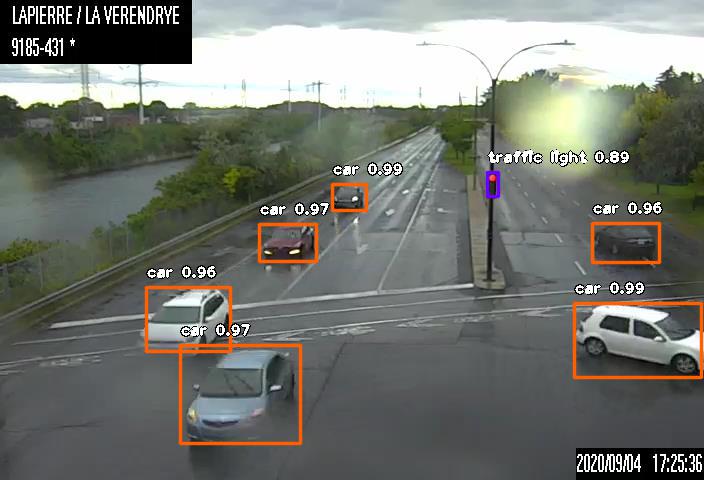 LAPIERRE / LA VERENDRYE
9185-431 *
traffic light 0.89
car 0.99
car 0.97
car 0.96
car 0.96
car 0.99
car 0.97
2020/09/04 17:25:36